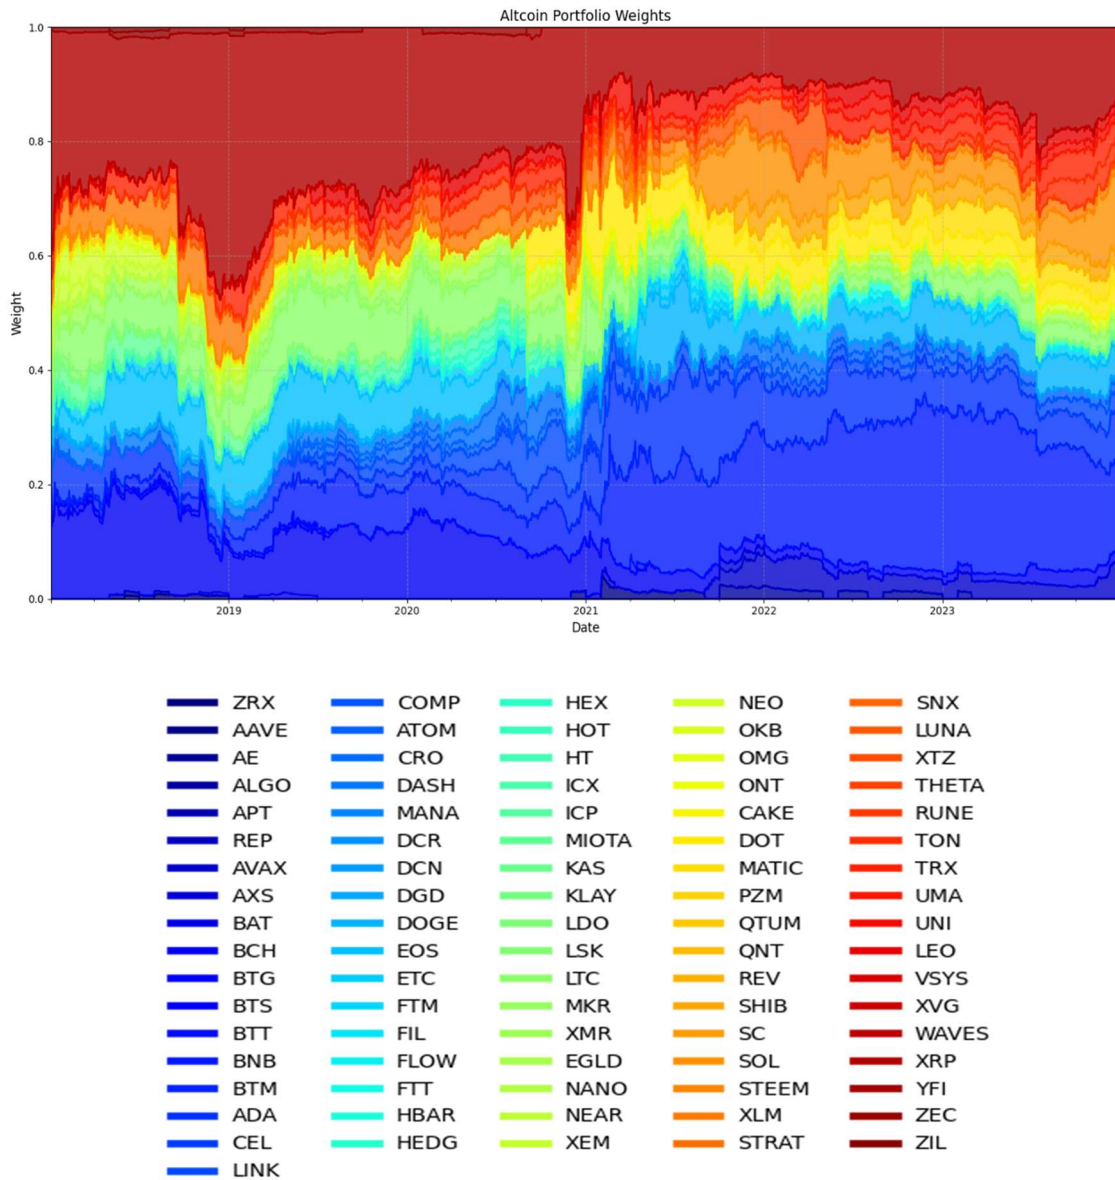 Altcoin Portfolio Weights
1.0
0.8
0.6
0.4
0.2
0.0
Weight
2019 2020 2021 2022 2023
Date
ZRX COMP HEX NEO SNX
AAVE ATOM HOT OKB LUNA
AE CRO HT OMG XTZ
ALGO DASH ICX ONT THETA
APT MANA ICP CAKE RUNE
REP DCR MIOTA DOT TON
AVAX DCN KAS MATIC TRX
AXS DGD KLAY PZM UMA
BAT DOGE LDO QTUM UNI
BCH EOS LSK QNT LEO
BTG ETC LTC REV VSYS
BTS FTM MKR SHIB XVG
BTT FIL XMR SC WAVES
BNB FLOW EGLD SOL XRP
BTM FTT NANO STEEM YFI
ADA HBAR NEAR XLM ZEC
CEL HEDG XEM STRAT ZIL
LINK